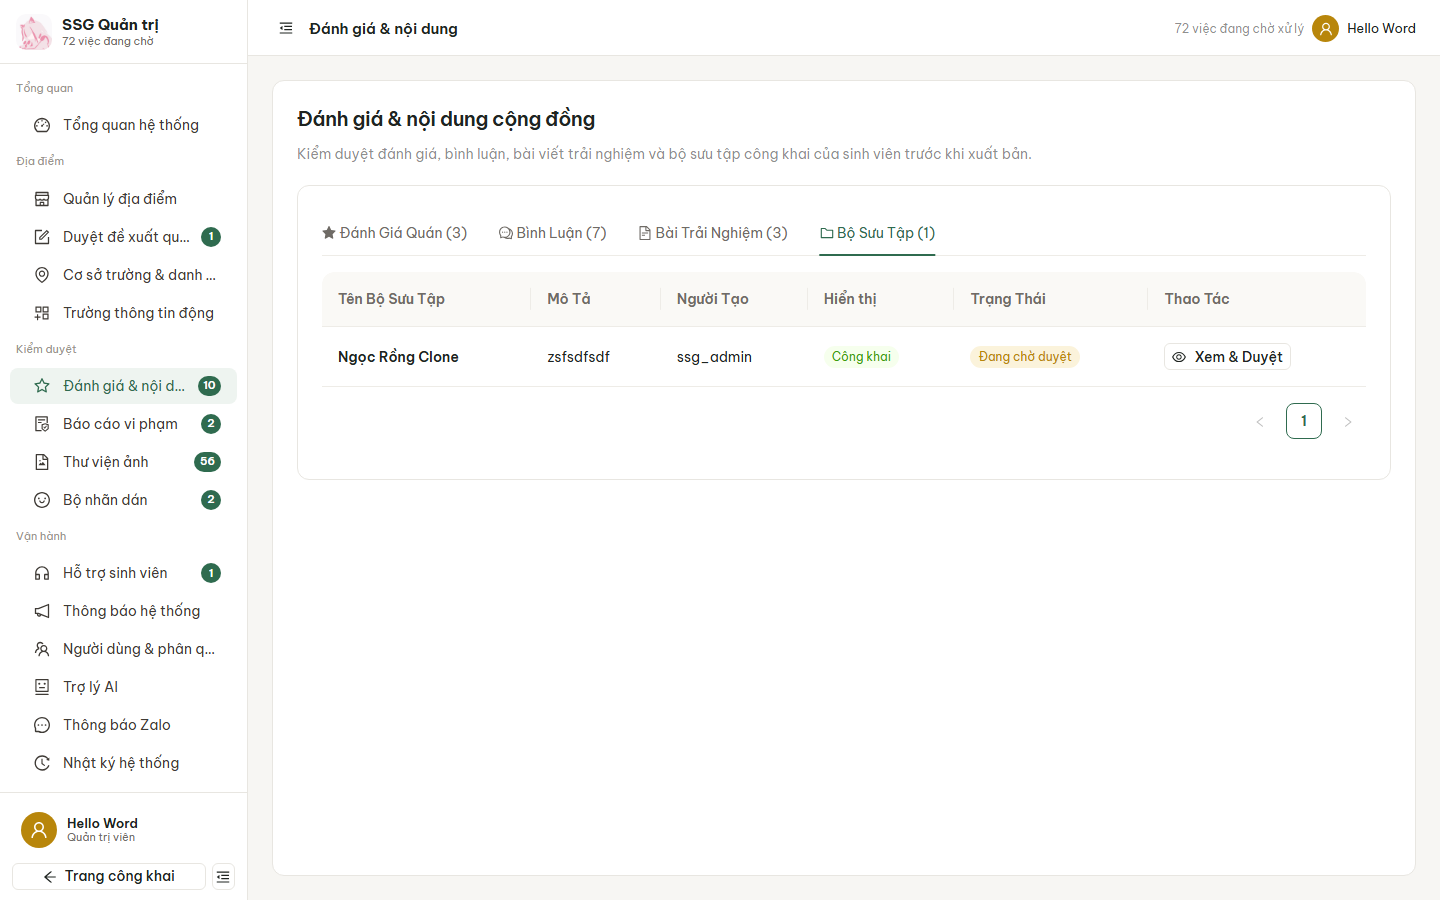 SSG Quản trị
72 việc đang chờ
Tổng quan
Tổng quan hệ thống
Địa điểm
Quản lý địa điểm
Duyệt đề xuất qu... 1
Cơ sở trường & danh ...
Trường thông tin động
Kiểm duyệt
Đánh giá & nội d... 10
Báo cáo vi phạm 2
Thư viện ảnh 56
Bộ nhãn dán 2
Vận hành
Hỗ trợ sinh viên 1
Thông báo hệ thống
Người dùng & phân q...
Trợ lý AI
Thông báo Zalo
Nhật ký hệ thống
Hello Word
Quản trị viên
Trang công khai
Đánh giá & nội dung
72 việc đang chờ xử lý Hello Word
Đánh giá & nội dung cộng đồng
Kiểm duyệt đánh giá, bình luận, bài viết trải nghiệm và bộ sưu tập công khai của sinh viên trước khi xuất bản.
Đánh Giá Quán (3) Bình Luận (7) Bài Trải Nghiệm (3) Bộ Sưu Tập (1)
Tên Bộ Sưu Tập Mô Tả Người Tạo Hiển thị Trạng Thái Thao Tác
Ngọc Rồng Clone zsfsdfsdf ssg_admin Công khai Đang chờ duyệt Xem & Duyệt
1